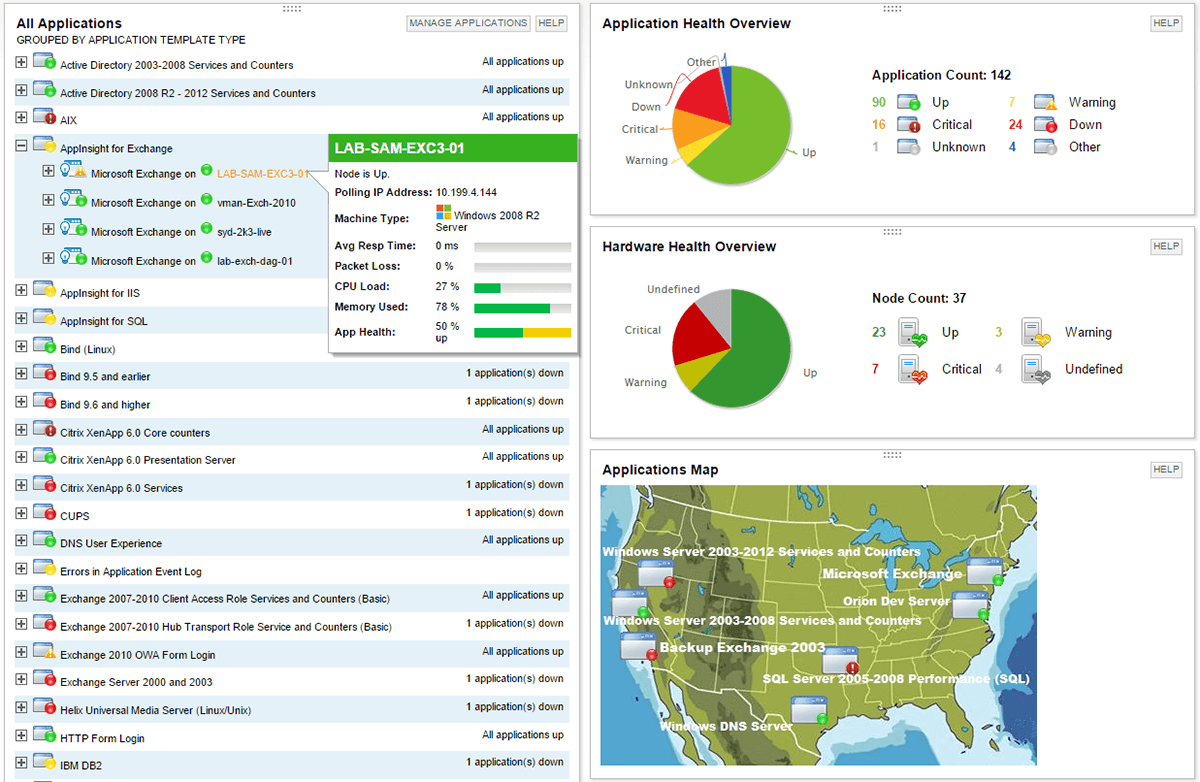 All Applications
MANAGE APPLICATIONS
HELP
GROUPED BY APPLICATION TEMPLATE TYPE
Active Directory 2003-2008 Services and Counters
All applications up
Active Directory 2008 R2 - 2012 Services and Counters
All applications up
AIX
All applications up
AppInsight for Exchange
Microsoft Exchange on LAB-SAM-EXC3-01
Microsoft Exchange on vman-Exch-2010
Microsoft Exchange on syd-2k3-live
Microsoft Exchange on lab-exch-dag-01
AppInsight for IIS
AppInsight for SQL
Bind (Linux)
Bind 9.5 and earlier
1 application(s) down
Bind 9.6 and higher
1 application(s) down
Citrix XenApp 6.0 Core counters
All applications up
Citrix XenApp 6.0 Presentation Server
All applications up
Citrix XenApp 6.0 Services
1 application(s) down
CUPS
1 application(s) down
DNS User Experience
All applications up
Errors in Application Event Log
Exchange 2007-2010 Client Access Role Services and Counters (Basic)
All applications up
Exchange 2007-2010 Hub Transport Role Service and Counters (Basic)
1 application(s) down
Exchange 2010 OWA Form Login
All applications up
Exchange Server 2000 and 2003
1 application(s) down
Helix Universal Media Server (Linux/Unix)
1 application(s) down
HTTP Form Login
All applications up
IBM DB2
1 application(s) down
LAB-SAM-EXC3-01
Node is Up.
Polling IP Address: 10.199.4.144
Machine Type: Windows 2008 R2
Server
Avg Resp Time: 0 ms
Packet Loss: 0 %
CPU Load: 27 %
Memory Used: 78 %
App Health: 50 %
up
Application Health Overview
HELP
Other
Unknown
Down
Critical
Warning
Up
Application Count: 142
90 Up 7 Warning
16 Critical 24 Down
1 Unknown 4 Other
Hardware Health Overview
HELP
Undefined
Critical
Warning
Up
Node Count: 37
23 Up 3 Warning
7 Critical 4 Undefined
Applications Map
HELP
Windows Server 2003-2012 Services and Counters
Microsoft Exchange
Orion Dev Server
Windows Server 2003-2008 Services and Counters
Backup Exchange 2003
SQL Server 2005-2008 Performance (SQL)
Windows DNS Server